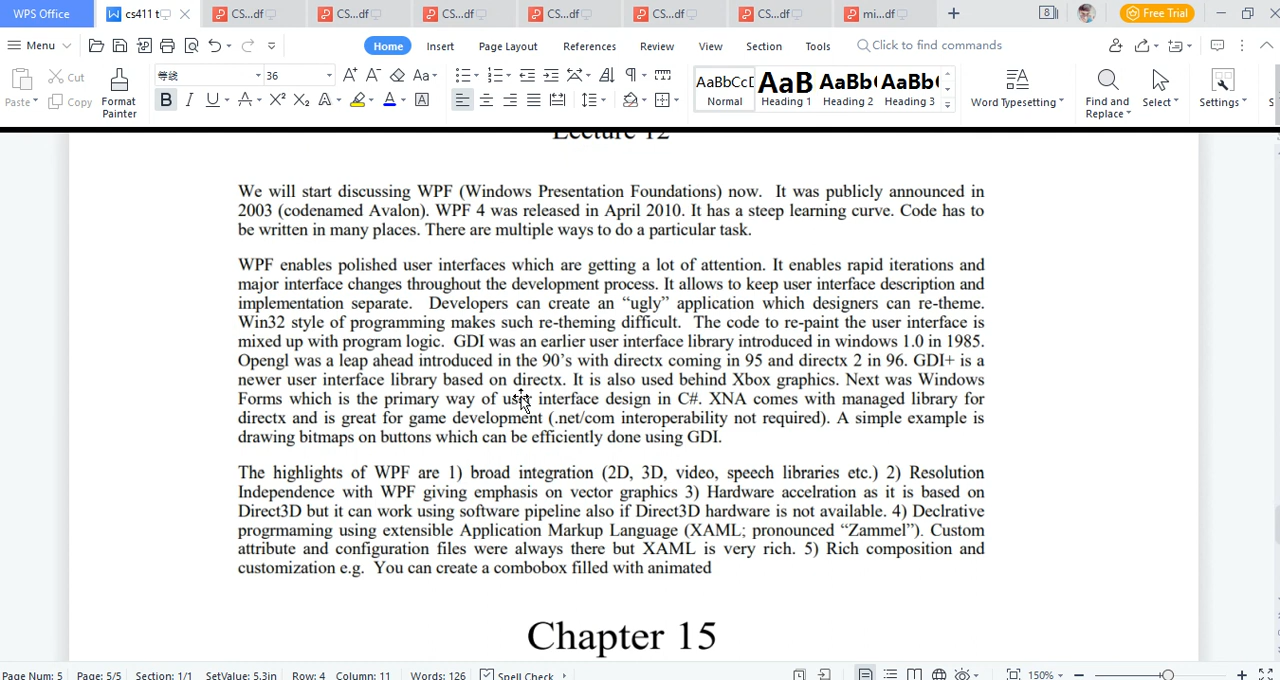 WPS Office cs411 t CS...df CS...df CS...df CS...df CS...df CS...df mi...df + 8 Free Trial
Menu Home Insert Page Layout References Review View Section Tools Click to find commands
Paste Cut Copy Format Painter 等线 36 A+ A- Aa AaBbCcD Normal AaB Heading 1 AaBb( Heading 2 AaBb( Heading 3 Word Typesetting Find and Replace Select Settings S
B I U A X² X₂ A A A
Lecture 12
We will start discussing WPF (Windows Presentation Foundations) now. It was publicly announced in
2003 (codenamed Avalon). WPF 4 was released in April 2010. It has a steep learning curve. Code has to
be written in many places. There are multiple ways to do a particular task.
WPF enables polished user interfaces which are getting a lot of attention. It enables rapid iterations and
major interface changes throughout the development process. It allows to keep user interface description and
implementation separate. Developers can create an “ugly” application which designers can re-theme.
Win32 style of programming makes such re-theming difficult. The code to re-paint the user interface is
mixed up with program logic. GDI was an earlier user interface library introduced in windows 1.0 in 1985.
Opengl was a leap ahead introduced in the 90’s with directx coming in 95 and directx 2 in 96. GDI+ is a
newer user interface library based on directx. It is also used behind Xbox graphics. Next was Windows
Forms which is the primary way of user interface design in C#. XNA comes with managed library for
directx and is great for game development (.net/com interoperability not required). A simple example is
drawing bitmaps on buttons which can be efficiently done using GDI.
The highlights of WPF are 1) broad integration (2D, 3D, video, speech libraries etc.) 2) Resolution
Independence with WPF giving emphasis on vector graphics 3) Hardware accelration as it is based on
Direct3D but it can work using software pipeline also if Direct3D hardware is not available. 4) Declrative
progrmaming using extensible Application Markup Language (XAML; pronounced “Zammel”). Custom
attribute and configuration files were always there but XAML is very rich. 5) Rich composition and
customization e.g. You can create a combobox filled with animated
Chapter 15
Page Num: 5 Page: 5/5 Section: 1/1 SetValue: 5.3in Row: 4 Column: 11 Words: 126 Spell Check 150%